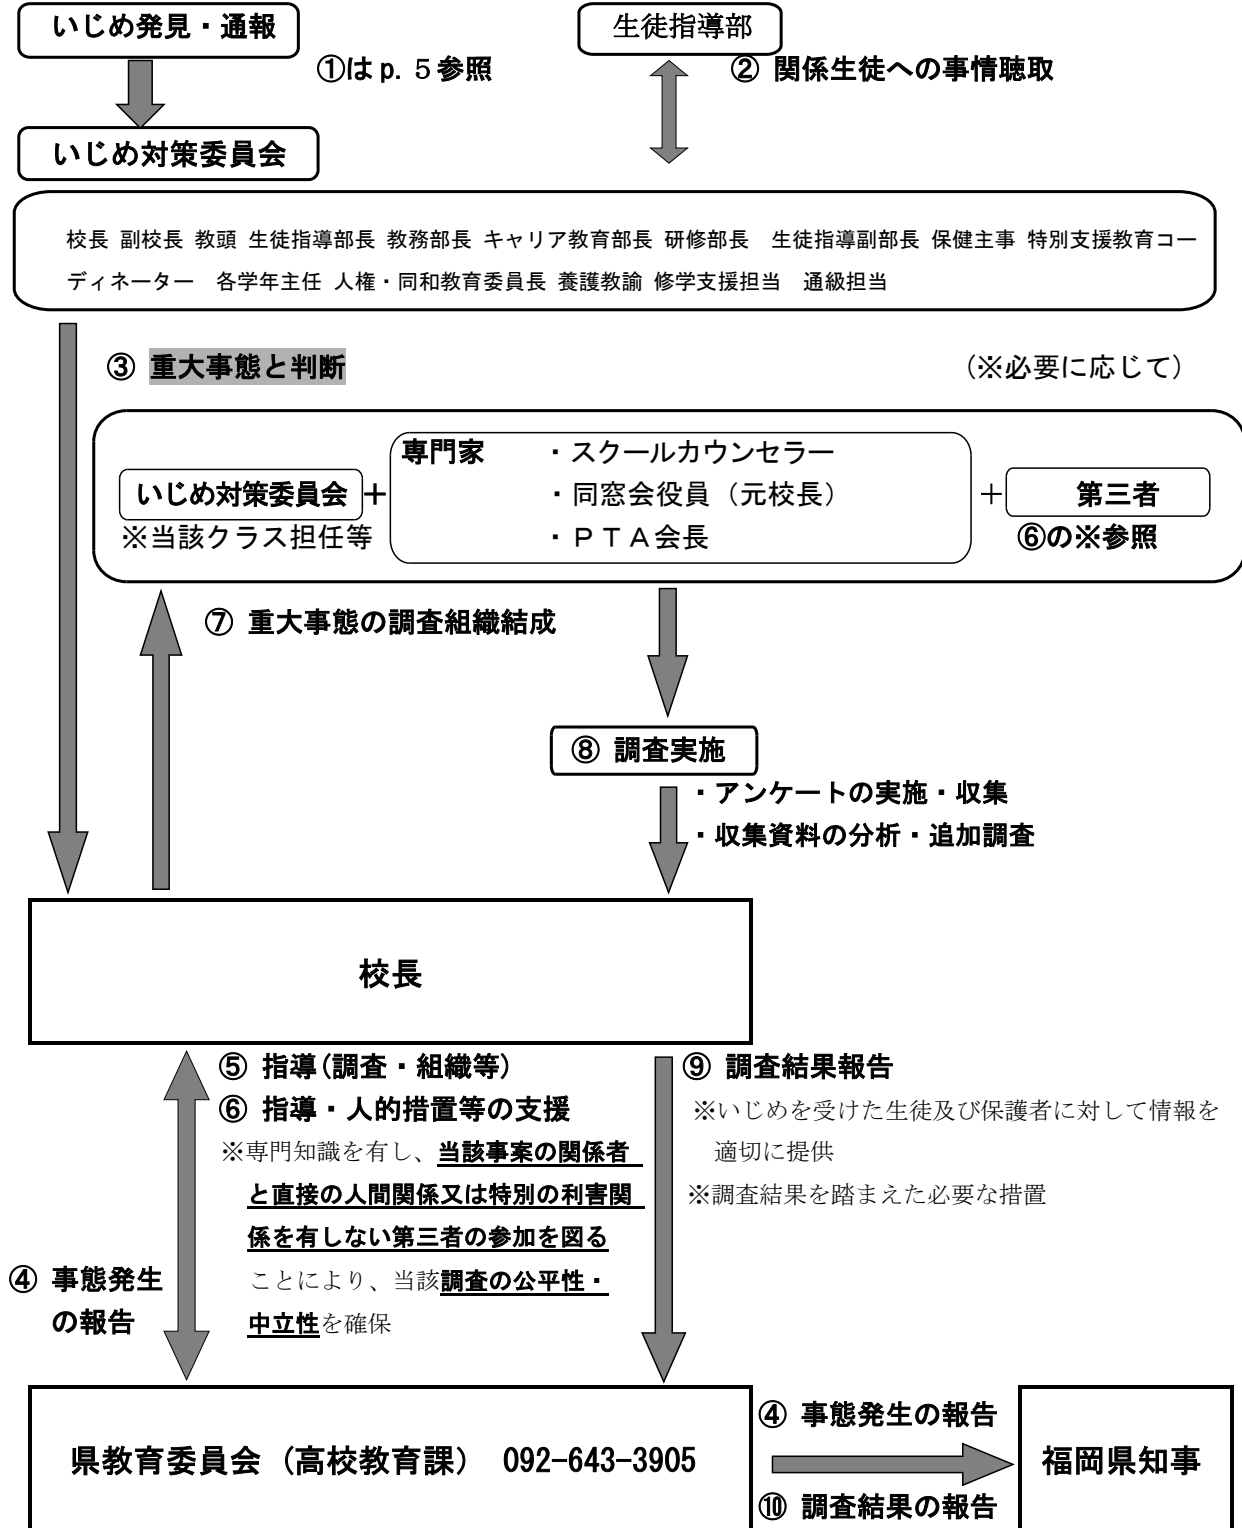 いじめ発見・通報
生徒指導部
①はp.５参照
② 関係生徒への事情聴取
いじめ対策委員会
校長 副校長 教頭 生徒指導部長 教務部長 キャリア教育部長 研修部長　生徒指導副部長 保健主事 特別支援教育コー
ディネーター　各学年主任 人権・同和教育委員長 養護教諭 修学支援担当　通級担当
③ 重大事態と判断
（※必要に応じて）
専門家　・スクールカウンセラー
いじめ対策委員会 ＋　・同窓会役員（元校長）　＋ 第三者
※当該クラス担任等　・ＰＴＡ会長　⑥の※参照
⑦ 重大事態の調査組織結成
⑧ 調査実施
・アンケートの実施・収集
・収集資料の分析・追加調査
校長
⑤ 指導(調査・組織等)
⑥ 指導・人的措置等の支援
※専門知識を有し、当該事案の関係者
と直接の人間関係又は特別の利害関
係を有しない第三者の参加を図る
ことにより、当該調査の公平性・
中立性を確保
⑨ 調査結果報告
※いじめを受けた生徒及び保護者に対して情報を
適切に提供
※調査結果を踏まえた必要な措置
④ 事態発生
の報告
県教育委員会（高校教育課）　092-643-3905
④ 事態発生の報告
⑩ 調査結果の報告
福岡県知事